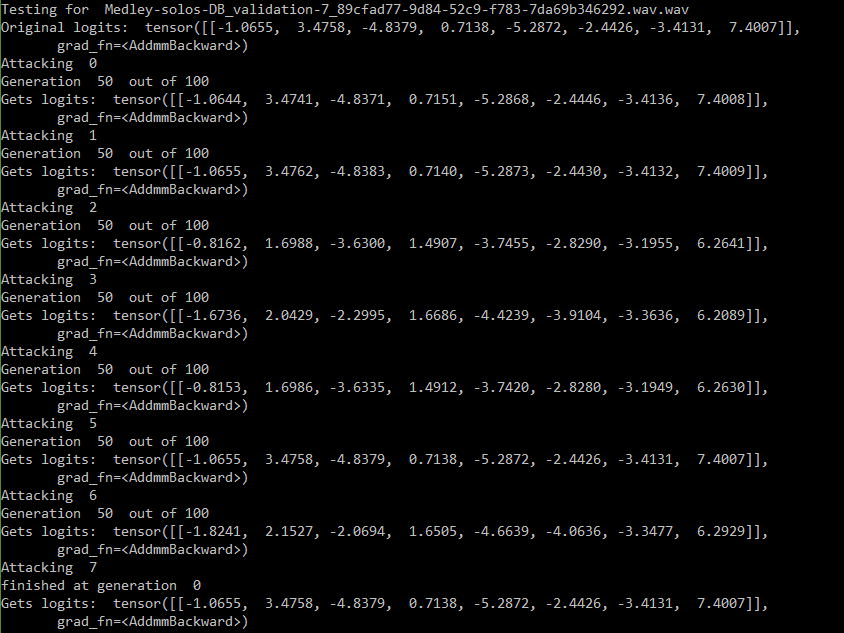 Testing for  Medley-solos-DB_validation-7_89cfad77-9d84-52c9-f783-7da69b346292.wav.wav
Original logits:  tensor([[-1.0655,  3.4758, -4.8379,  0.7138, -5.2872, -2.4426, -3.4131,  7.4007]],
       grad_fn=<AddmmBackward>)
Attacking  0
Generation  50  out of 100
Gets logits:  tensor([[-1.0644,  3.4741, -4.8371,  0.7151, -5.2868, -2.4446, -3.4136,  7.4008]],
       grad_fn=<AddmmBackward>)
Attacking  1
Generation  50  out of 100
Gets logits:  tensor([[-1.0655,  3.4762, -4.8383,  0.7140, -5.2873, -2.4430, -3.4132,  7.4009]],
       grad_fn=<AddmmBackward>)
Attacking  2
Generation  50  out of 100
Gets logits:  tensor([[-0.8162,  1.6988, -3.6300,  1.4907, -3.7455, -2.8290, -3.1955,  6.2641]],
       grad_fn=<AddmmBackward>)
Attacking  3
Generation  50  out of 100
Gets logits:  tensor([[-1.6736,  2.0429, -2.2995,  1.6686, -4.4239, -3.9104, -3.3636,  6.2089]],
       grad_fn=<AddmmBackward>)
Attacking  4
Generation  50  out of 100
Gets logits:  tensor([[-0.8153,  1.6986, -3.6335,  1.4912, -3.7420, -2.8280, -3.1949,  6.2630]],
       grad_fn=<AddmmBackward>)
Attacking  5
Generation  50  out of 100
Gets logits:  tensor([[-1.0655,  3.4758, -4.8379,  0.7138, -5.2872, -2.4426, -3.4131,  7.4007]],
       grad_fn=<AddmmBackward>)
Attacking  6
Generation  50  out of 100
Gets logits:  tensor([[-1.8241,  2.1527, -2.0694,  1.6505, -4.6639, -4.0636, -3.3477,  6.2929]],
       grad_fn=<AddmmBackward>)
Attacking  7
finished at generation  0
Gets logits:  tensor([[-1.0655,  3.4758, -4.8379,  0.7138, -5.2872, -2.4426, -3.4131,  7.4007]],
       grad_fn=<AddmmBackward>)